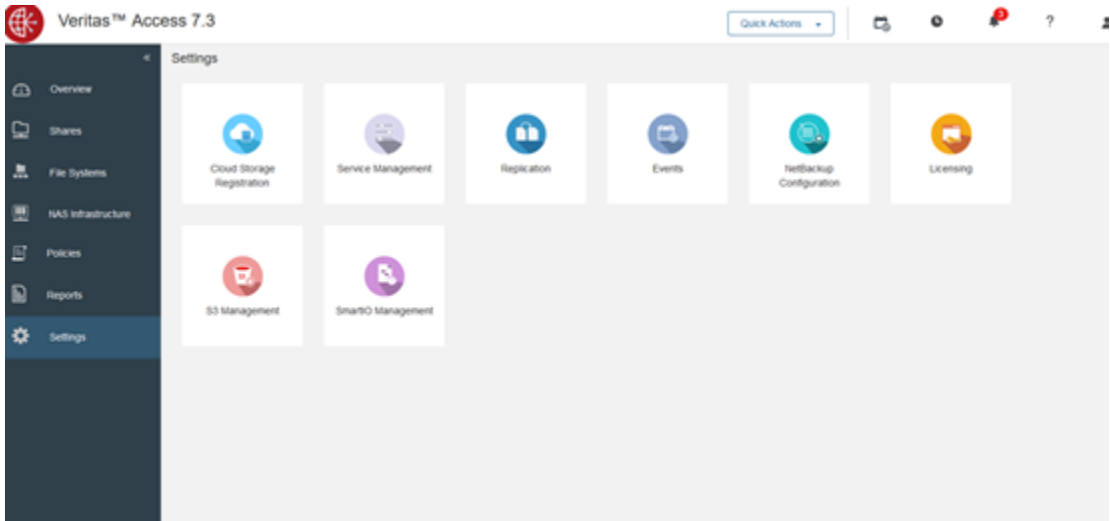 Veritas™ Access 7.3
Quick Actions
3
?
«
Settings
Overview
Shares
File Systems
NAS Infrastructure
Policies
Reports
Settings
Cloud Storage
Registration
Service Management
Replication
Events
NetBackup
Configuration
Licensing
S3 Management
SmartIO Management